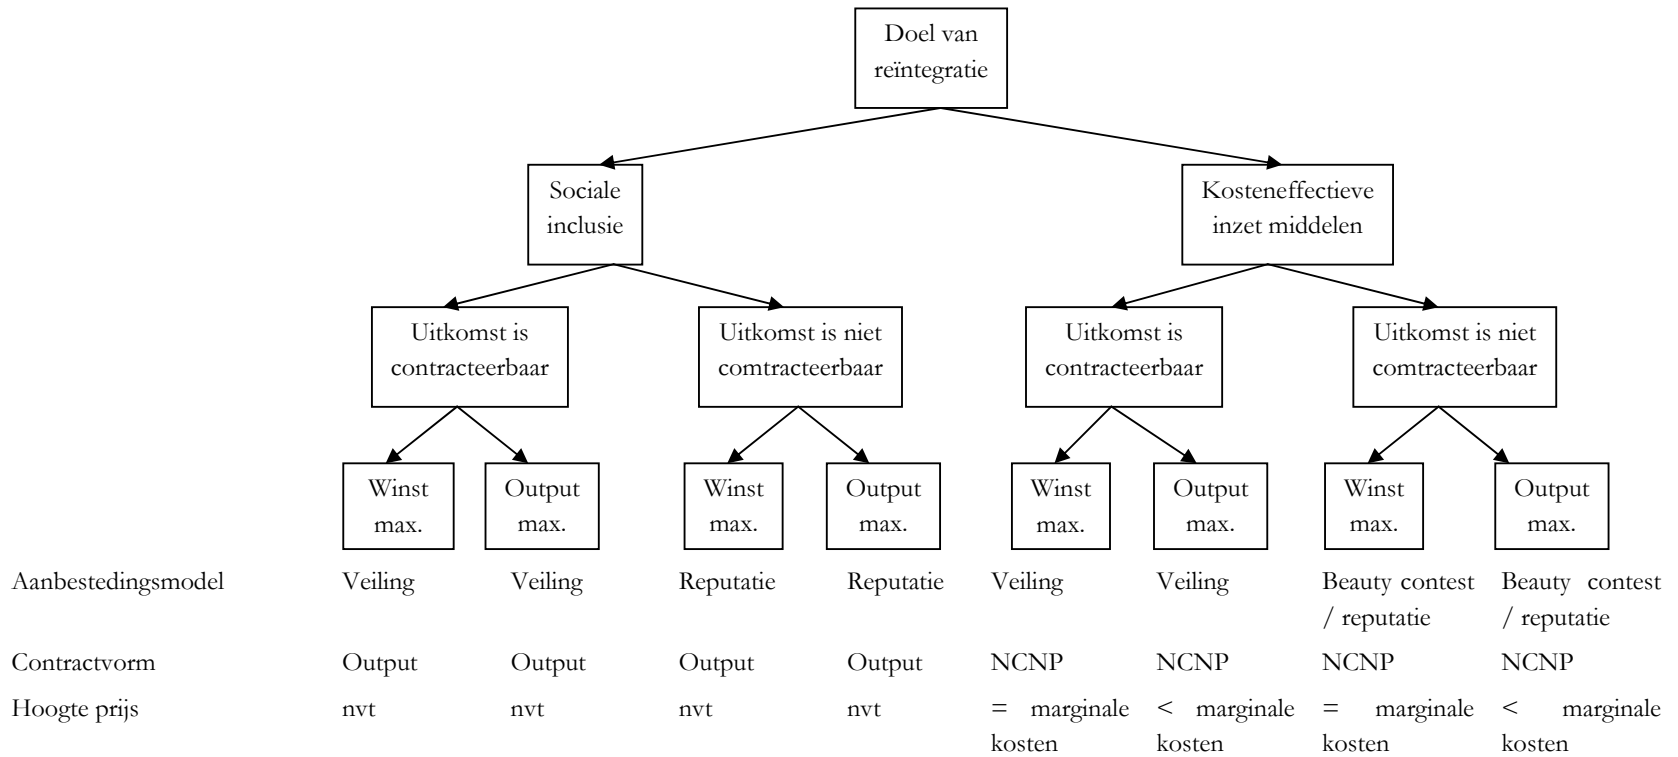 Doel van
reïntegratie
Sociale
inclusie
Kosteneffectieve
inzet middelen
Uitkomst is
contracteerbaar
Uitkomst is niet
comtracteerbaar
Uitkomst is
contracteerbaar
Uitkomst is niet
comtracteerbaar
Winst
max.
Output
max.
Winst
max.
Output
max.
Winst
max.
Output
max.
Winst
max.
Output
max.
Aanbestedingsmodel Veiling Veiling Reputatie Reputatie Veiling Veiling Beauty contest Beauty contest
/ reputatie / reputatie
Contractvorm Output Output Output Output NCNP NCNP NCNP NCNP
Hoogte prijs nvt nvt nvt nvt = marginale < marginale = marginale < marginale
kosten kosten kosten kosten